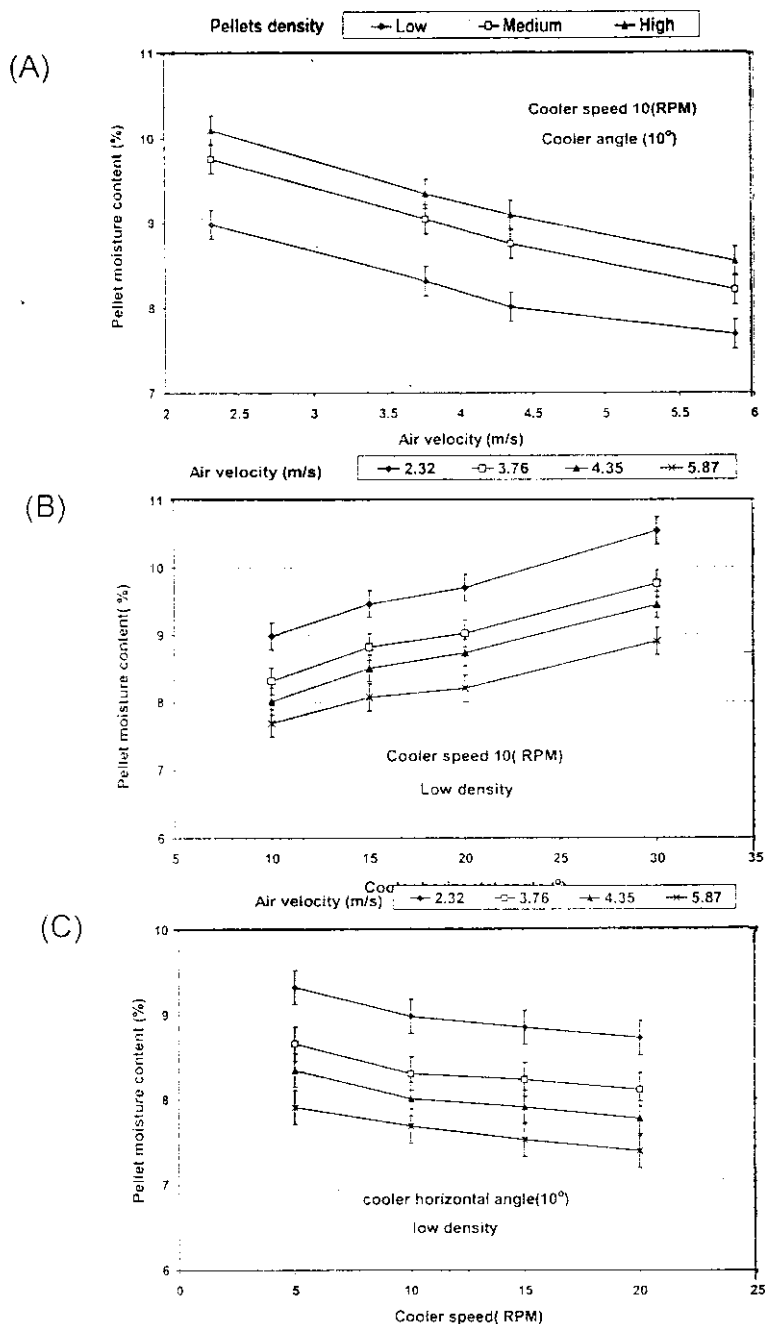 Pellets density Low Medium High
(A)
11
10
9
8
7
Pellet moisture content (%)
Cooler speed 10(RPM)
Cooler angle (10°)
2 2.5 3 3.5 4 4.5 5 5.5 6
Air velocity (m/s)
Air velocity (m/s) 2.32 3.76 4.35 5.87
(B)
11
10
9
8
7
6
Pellet moisture content( %)
Cooler speed 10( RPM)
Low density
5 10 15 20 25 30 35
Air velocity (m/s) 2.32 3.76 4.35 5.87
(C)
10
9
8
7
6
Pellet moisture content (%)
cooler horizontal angle(10°)
low density
0 5 10 15 20 25
Cooler speed( RPM)